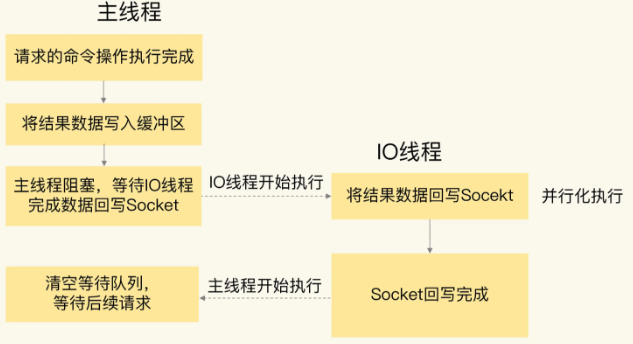 主线程
请求的命令操作执行完成
将结果数据写入缓冲区
IO线程
主线程阻塞，等待IO线程
完成数据回写Socket
IO线程开始执行
将结果数据回写Socekt
并行化执行
清空等待队列，
等待后续请求
主线程开始执行
Socket回写完成